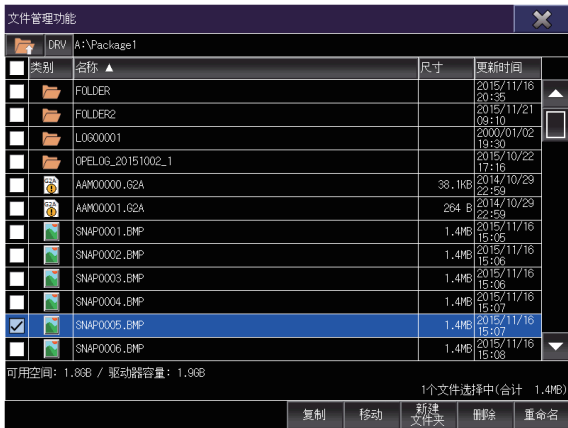 文件管理功能
DRV A:\Package1
类别 名称 ▲ 尺寸 更新时间
FOLDER 2015/11/16 20:35
FOLDER2 2015/11/21 09:10
LOG00001 2000/01/02 19:30
OPELOG_20151002_1 2015/10/22 17:16
G2A AAM00000.G2A 38.1KB 2014/10/29 22:59
G2A AAM00001.G2A 264 B 2014/10/29 22:59
SNAP0001.BMP 1.4MB 2015/11/16 15:05
SNAP0002.BMP 1.4MB 2015/11/16 15:06
SNAP0003.BMP 1.4MB 2015/11/16 15:06
SNAP0004.BMP 1.4MB 2015/11/16 15:07
SNAP0005.BMP 1.4MB 2015/11/16 15:07
SNAP0006.BMP 1.4MB 2015/11/16 15:08
可用空间: 1.8GB / 驱动器容量: 1.9GB
1个文件选择中(合计 1.4MB)
复制 移动 新建文件夹 删除 重命名